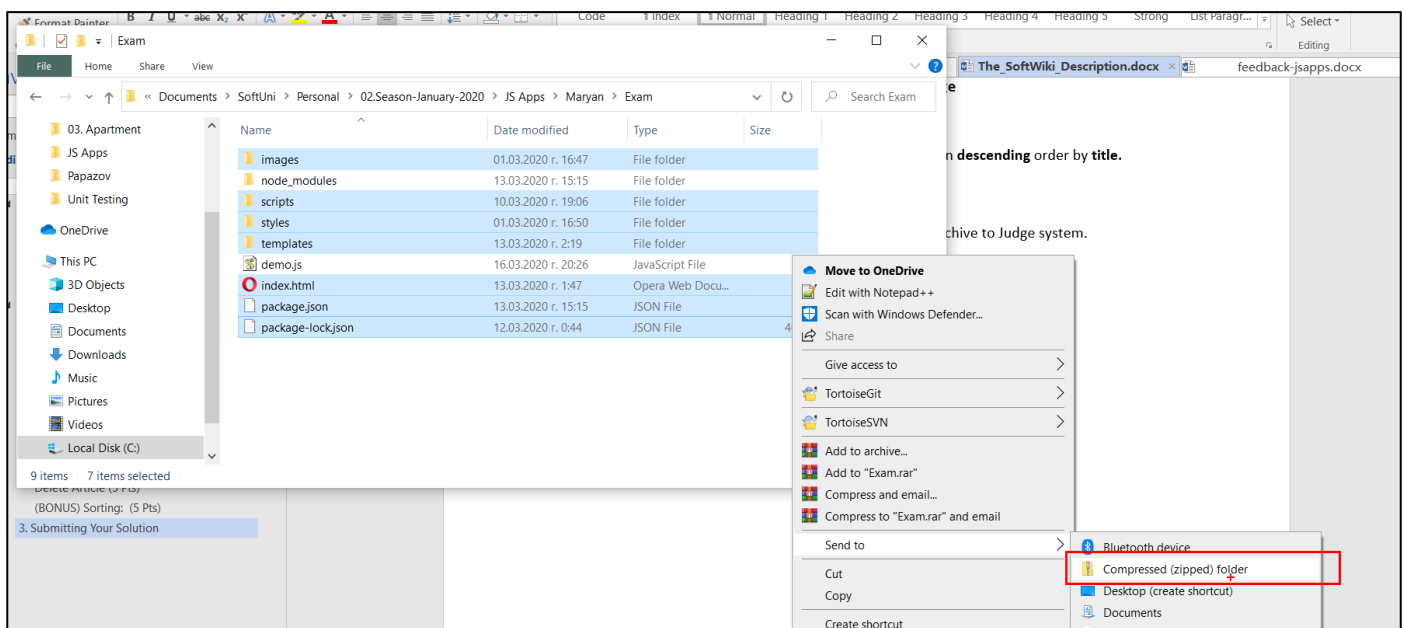 Format Painter B I U abc X₂ X² A Code ¶ Index ¶ Normal Heading 1 Heading 2 Heading 3 Heading 4 Heading 5 Strong List Paragr... Select
Editing
Exam
File Home Share View
The_SoftWiki_Description.docx feedback-jsapps.docx
« Documents > SoftUni > Personal > 02.Season-January-2020 > JS Apps > Maryan > Exam Search Exam
03. Apartment
JS Apps
Papazov
Unit Testing
OneDrive
This PC
3D Objects
Desktop
Documents
Downloads
Music
Pictures
Videos
Local Disk (C:)
Name Date modified Type Size
images 01.03.2020 г. 16:47 File folder
node_modules 13.03.2020 г. 15:15 File folder
scripts 10.03.2020 г. 19:06 File folder
styles 01.03.2020 г. 16:50 File folder
templates 13.03.2020 г. 2:19 File folder
demo.js 16.03.2020 г. 20:26 JavaScript File
index.html 13.03.2020 г. 1:47 Opera Web Docu...
package.json 13.03.2020 г. 15:15 JSON File
package-lock.json 12.03.2020 г. 0:44 JSON File
9 items 7 items selected
descending order by title.
to Judge system.
Delete Article (5 Pts)
(BONUS) Sorting: (5 Pts)
3. Submitting Your Solution
Move to OneDrive
Edit with Notepad++
Scan with Windows Defender...
Share
Give access to
TortoiseGit
TortoiseSVN
Add to archive...
Add to "Exam.rar"
Compress and email...
Compress to "Exam.rar" and email
Send to
Cut
Copy
Create shortcut
Bluetooth device
Compressed (zipped) folder
Desktop (create shortcut)
Documents